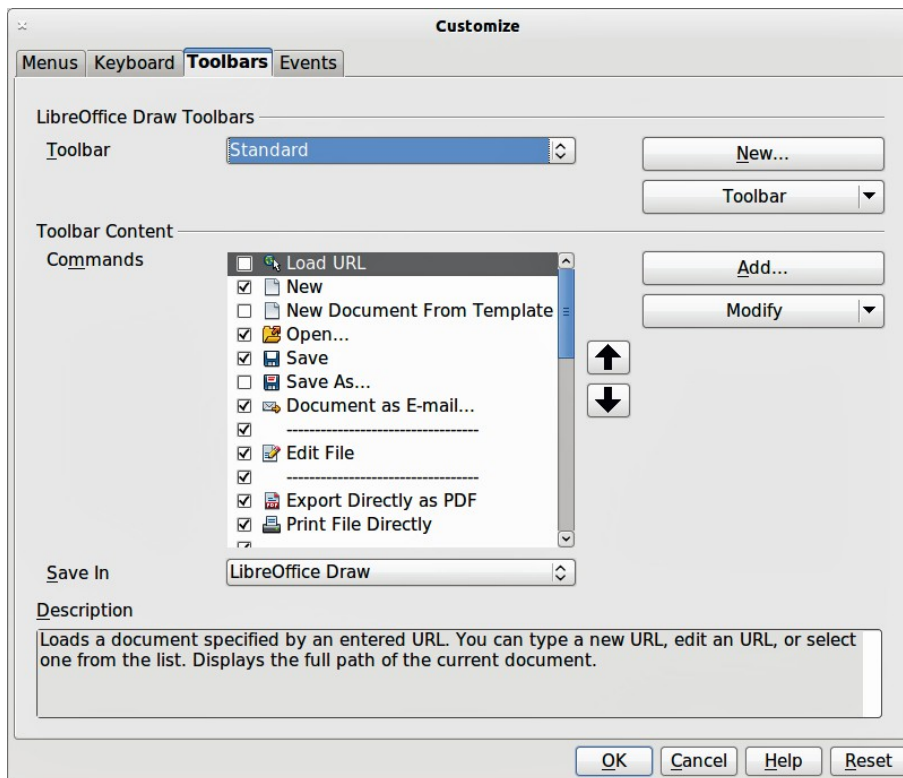 Customize
Menus Keyboard Toolbars Events
LibreOffice Draw Toolbars
Toolbar Standard New...
Toolbar
Toolbar Content
Commands Load URL Add...
New
New Document From Template Modify
Open...
Save
Save As...
Document as E-mail...
----------------------------------
Edit File
----------------------------------
Export Directly as PDF
Print File Directly
Save In LibreOffice Draw
Description
Loads a document specified by an entered URL. You can type a new URL, edit an URL, or select
one from the list. Displays the full path of the current document.
OK Cancel Help Reset